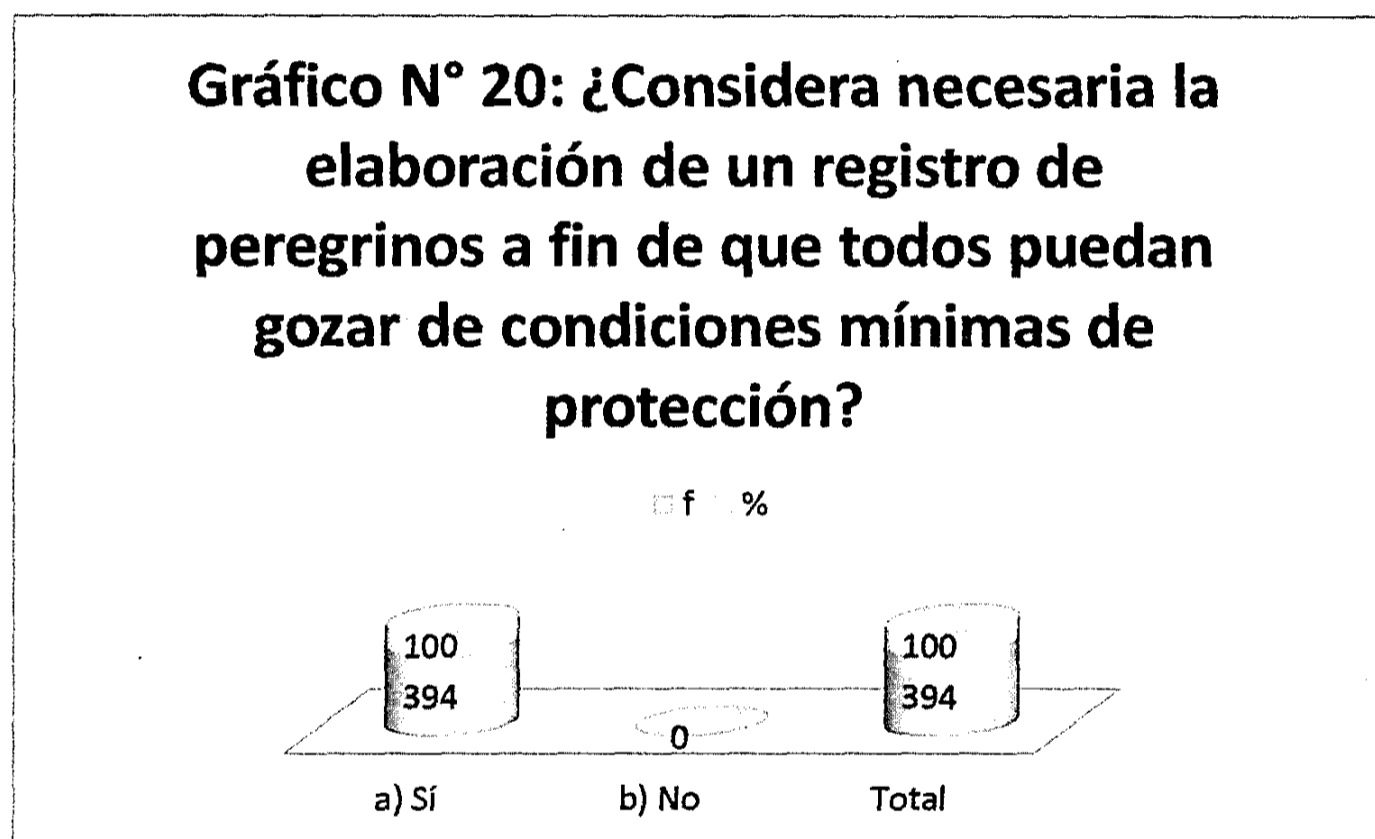 Gráfico N° 20: ¿Considera necesaria la
elaboración de un registro de
peregrinos a fin de que todos puedan
gozar de condiciones mínimas de
protección?
f %
100 100
394 394
0
a) Sí b) No Total